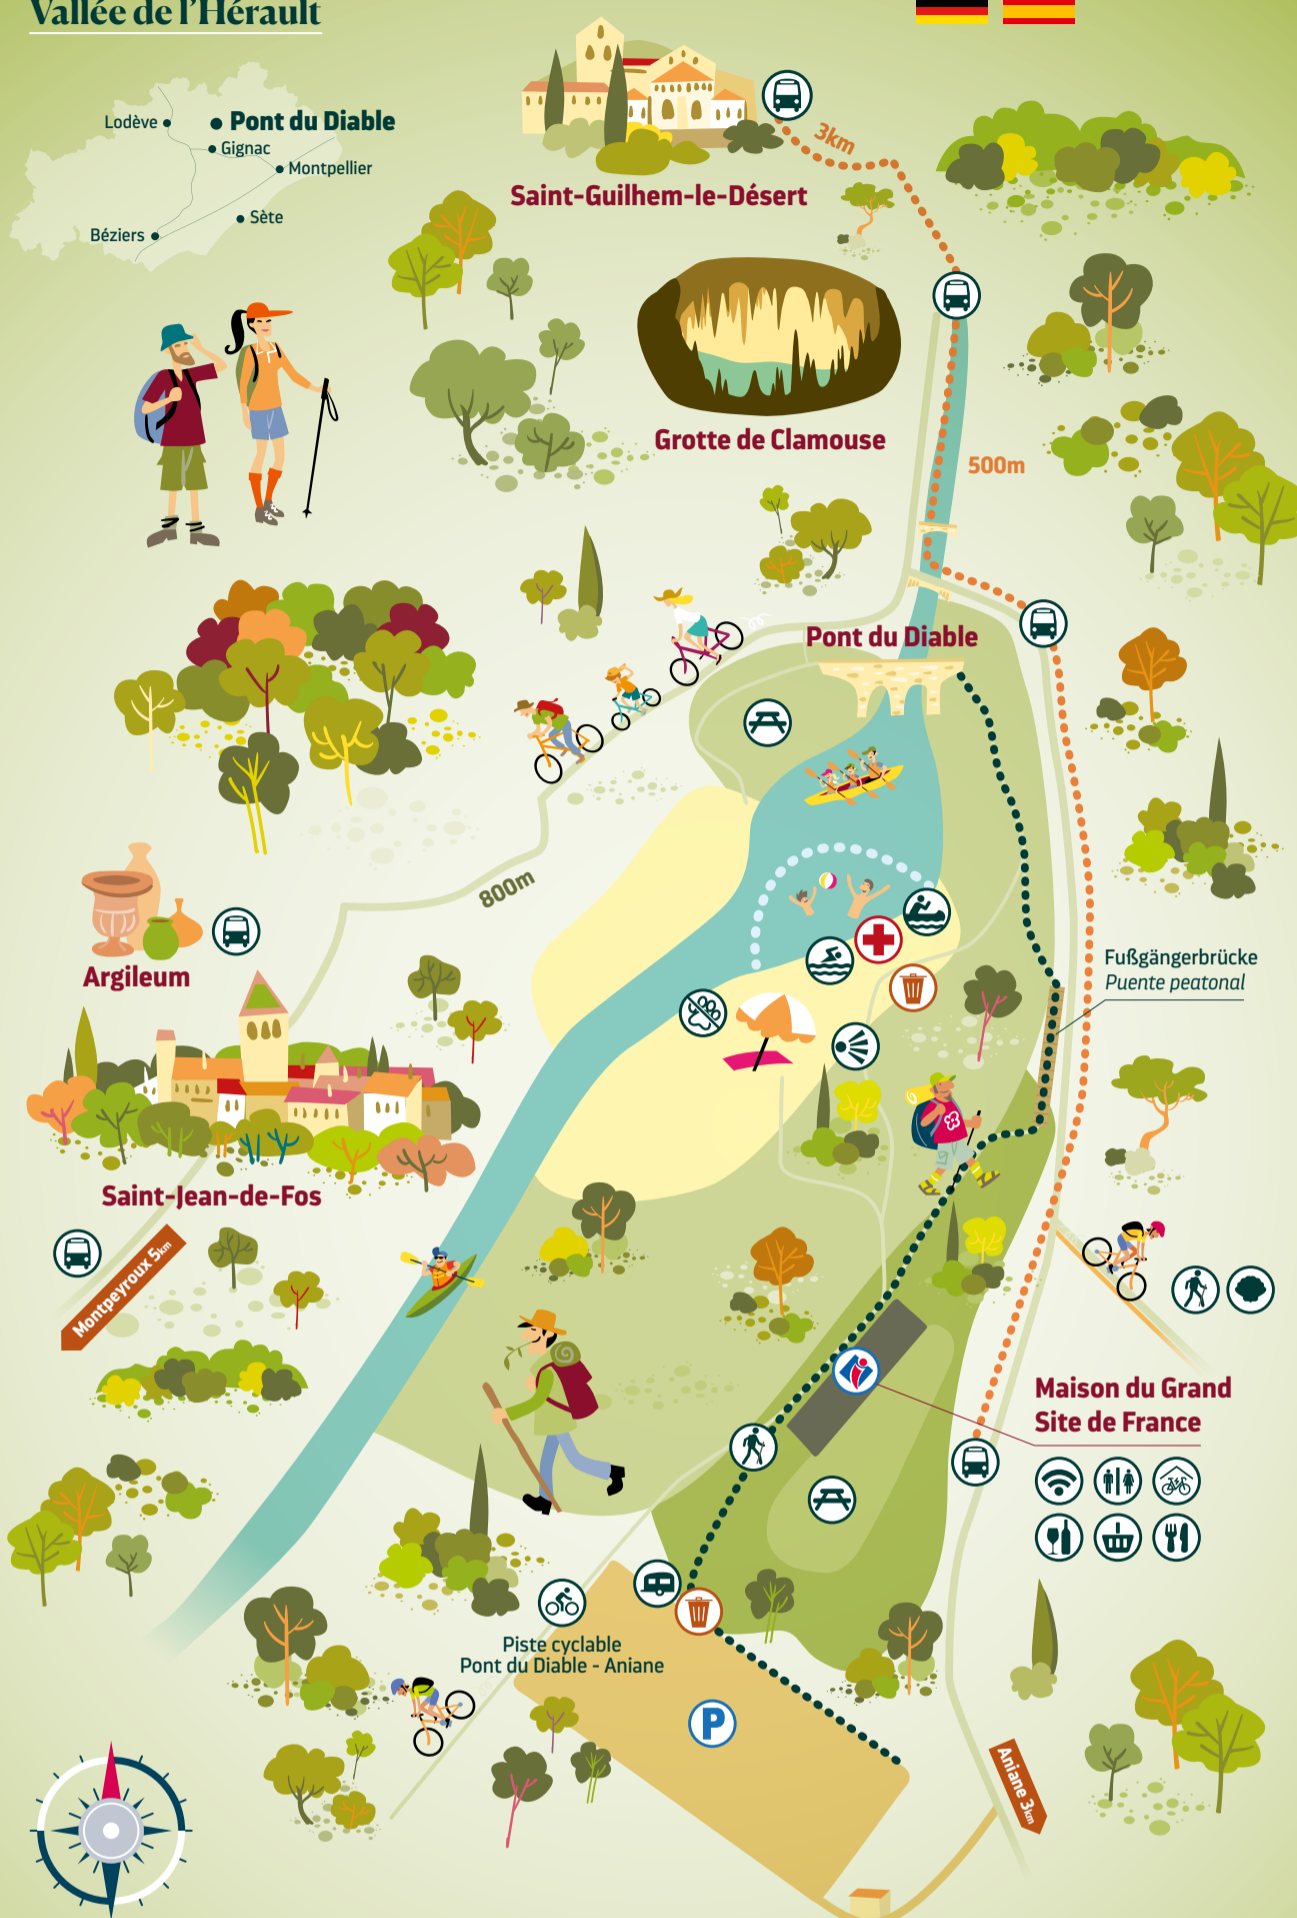 Vallée de l'Hérault
Lodève
Pont du Diable
Gignac
Montpellier
Sète
Béziers
3km
Saint-Guilhem-le-Désert
Grotte de Clamouse
500m
Pont du Diable
800m
Argileum
Fußgängerbrücke
Puente peatonal
Saint-Jean-de-Fos
Montpeyroux 5km
Maison du Grand
Site de France
Piste cyclable
Pont du Diable - Aniane
P
Aniane 3km